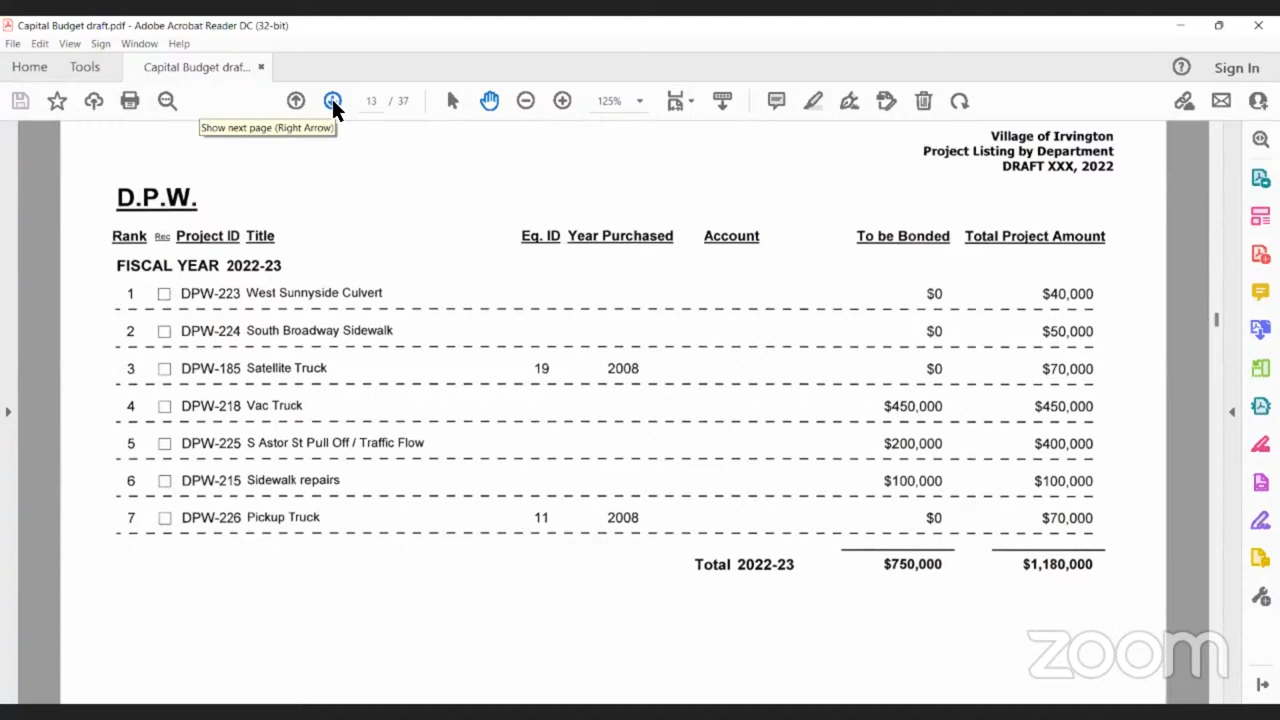 Capital Budget draft.pdf - Adobe Acrobat Reader DC (32-bit)
File Edit View Sign Window Help
Home Tools Capital Budget draf... Sign In
13 / 37 125%
Show next page (Right Arrow)
Village of Irvington
Project Listing by Department
DRAFT XXX, 2022
D.P.W.
Rank Rec Project ID Title Eq. ID Year Purchased Account To be Bonded Total Project Amount
FISCAL YEAR 2022-23
1 DPW-223 West Sunnyside Culvert $0 $40,000
2 DPW-224 South Broadway Sidewalk $0 $50,000
3 DPW-185 Satellite Truck 19 2008 $0 $70,000
4 DPW-218 Vac Truck $450,000 $450,000
5 DPW-225 S Astor St Pull Off / Traffic Flow $200,000 $400,000
6 DPW-215 Sidewalk repairs $100,000 $100,000
7 DPW-226 Pickup Truck 11 2008 $0 $70,000
Total 2022-23 $750,000 $1,180,000
zoom